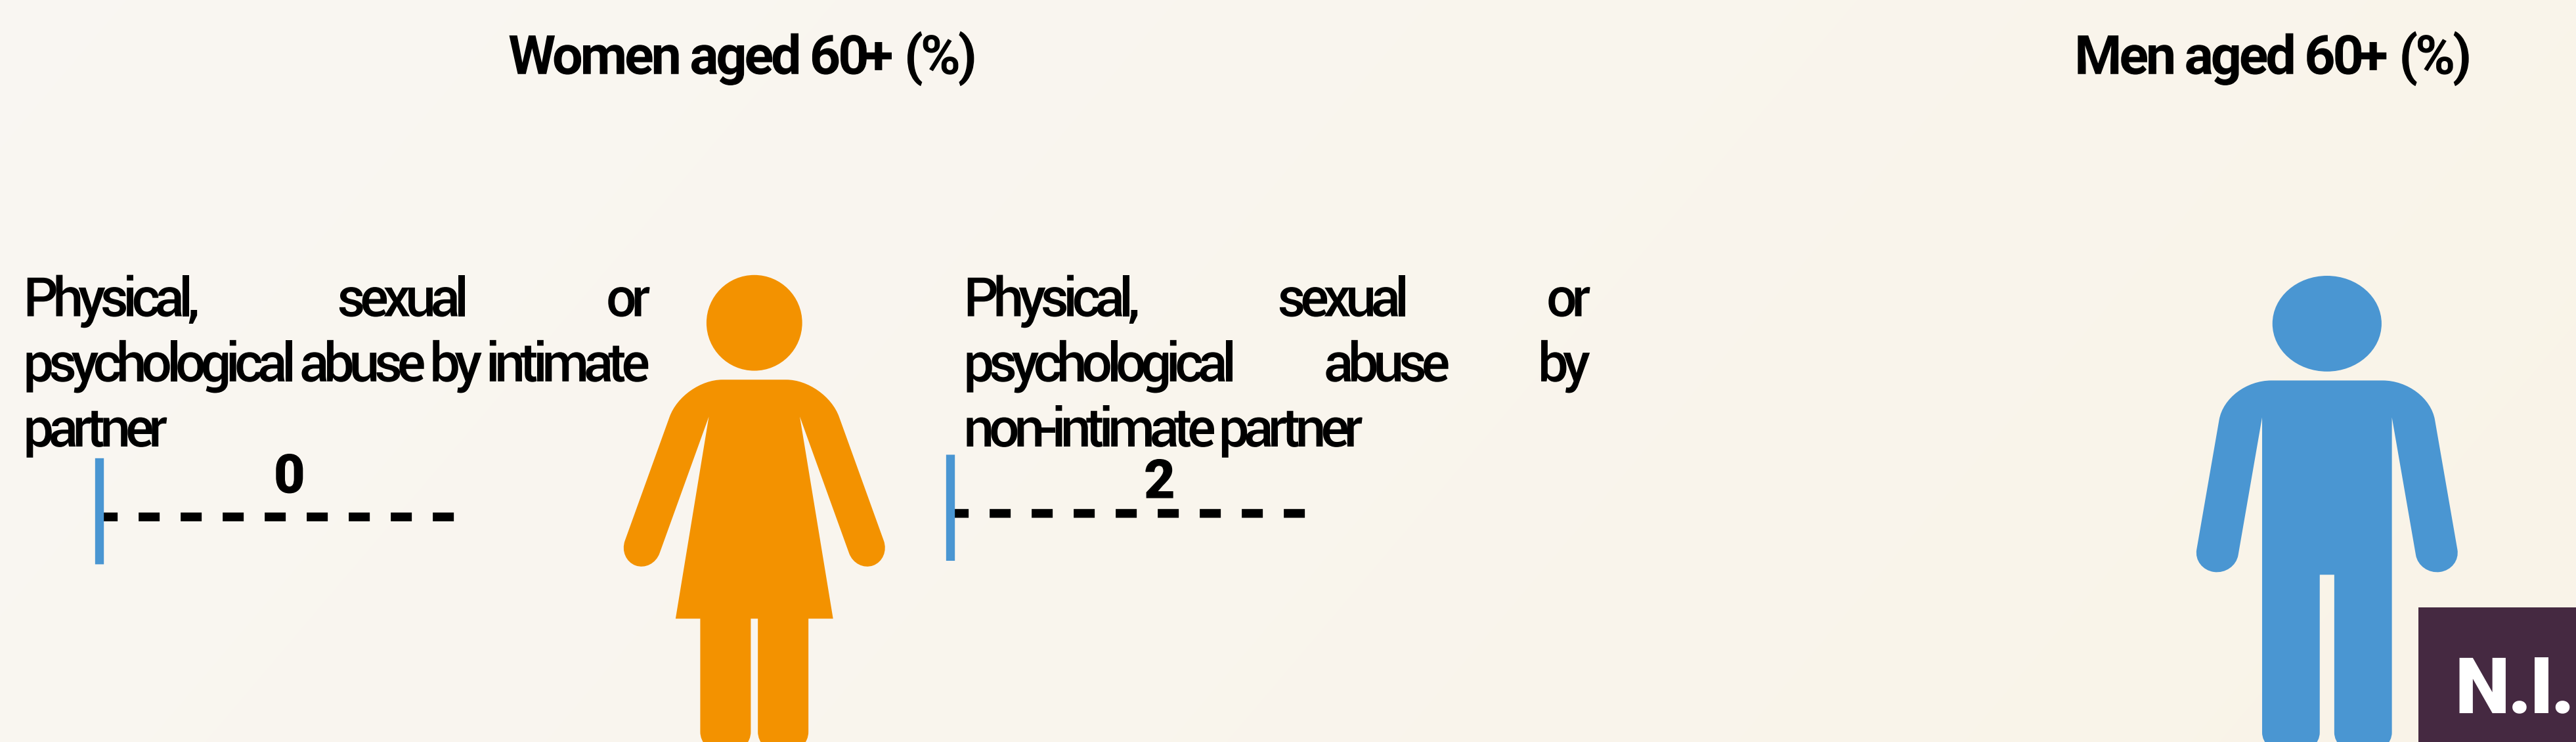 Women aged 60+ (%)
Men aged 60+ (%)
Physical, sexual or
psychological abuse by intimate
partner
0
Physical, sexual or
psychological abuse by
non-intimate partner
2
N.I.